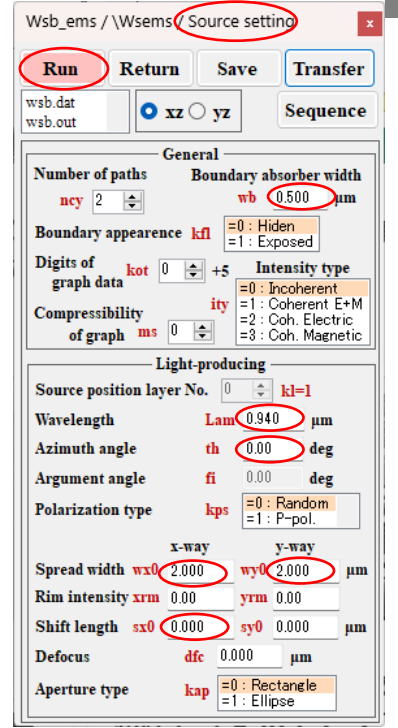 Wsb_ems / \Wsems / Source setting x
Run Return Save Transfer
wsb.dat
wsb.out
xz yz Sequence
General
Number of paths Boundary absorber width
ncy 2 wb 0.500 μm
Boundary appearence kfl =0 : Hiden
=1 : Exposed
Digits of
graph data kot 0 +5 Intensity type
Compressibility
of graph ms 0 ity =0 : Incoherent
=1 : Coherent E+M
=2 : Coh. Electric
=3 : Coh. Magnetic
Light-producing
Source position layer No. 0 kl=1
Wavelength Lam 0.940 μm
Azimuth angle th 0.00 deg
Argument angle fi 0.00 deg
Polarization type kps =0 : Random
=1 : P-pol.
x-way y-way
Spread width wx0 2.000 wy0 2.000 μm
Rim intensity xrm 0.00 yrm 0.00
Shift length sx0 0.000 sy0 0.000 μm
Defocus dfc 0.000 μm
Aperture type kap =0 : Rectangle
=1 : Ellipse